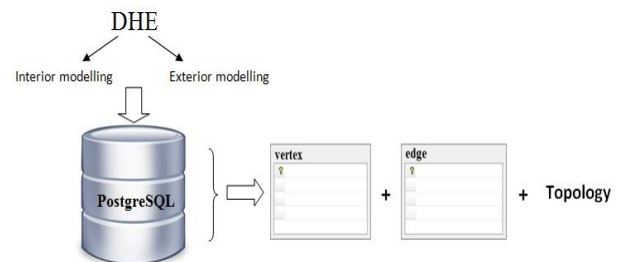 DHE
Interior modelling
Exterior modelling
PostgreSQL
vertex
+
edge
+
Topology